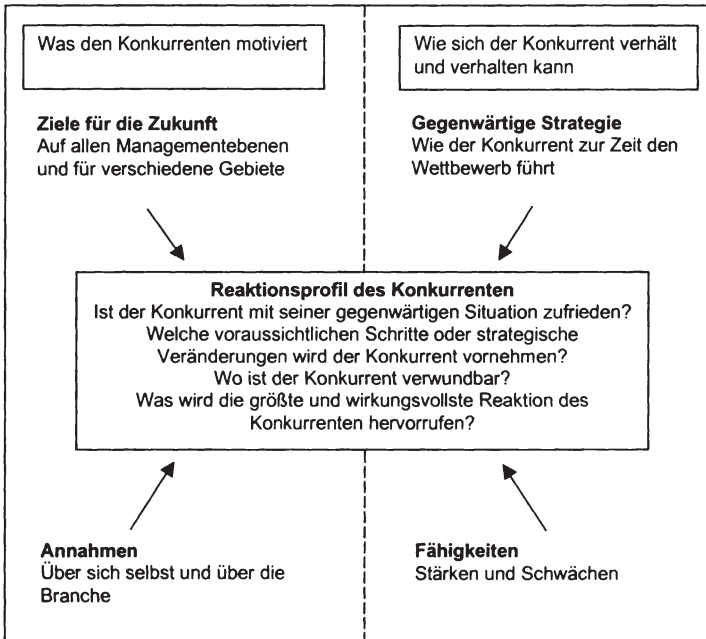 Was den Konkurrenten motiviert
Wie sich der Konkurrent verhält
und verhalten kann
Ziele für die Zukunft
Auf allen Managementebenen
und für verschiedene Gebiete
Gegenwärtige Strategie
Wie der Konkurrent zur Zeit den
Wettbewerb führt
Reaktionsprofil des Konkurrenten
Ist der Konkurrent mit seiner gegenwärtigen Situation zufrieden?
Welche voraussichtlichen Schritte oder strategische
Veränderungen wird der Konkurrent vornehmen?
Wo ist der Konkurrent verwundbar?
Was wird die größte und wirkungsvollste Reaktion des
Konkurrenten hervorrufen?
Annahmen
Über sich selbst und über die
Branche
Fähigkeiten
Stärken und Schwächen